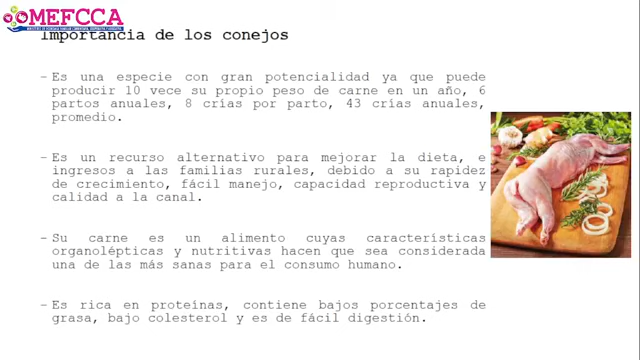 MEFCCA
Importancia de los conejos
– Es una especie con gran potencialidad ya que puede
producir 10 vece su propio peso de carne en un año, 6
partos anuales, 8 crías por parto, 43 crías anuales,
promedio.
– Es un recurso alternativo para mejorar la dieta, e
ingresos a las familias rurales, debido a su rapidez
de crecimiento, fácil manejo, capacidad reproductiva y
calidad a la canal.
– Su carne es un alimento cuyas características
organolépticas y nutritivas hacen que sea considerada
una de las más sanas para el consumo humano.
– Es rica en proteínas, contiene bajos porcentajes de
grasa, bajo colesterol y es de fácil digestión.